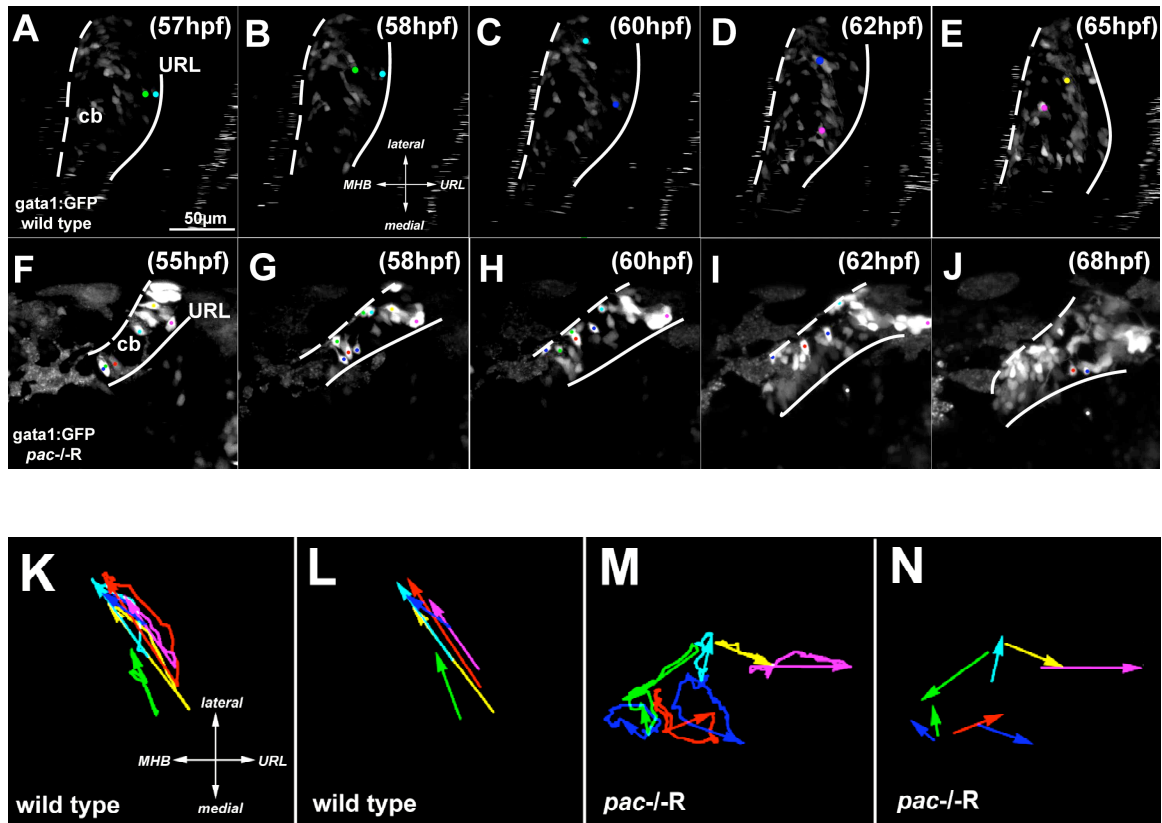 A (57hpf)
URL
cb
gata1:GFP
wild type
50µm
B (58hpf)
lateral
MHB URL
medial
C (60hpf)
D (62hpf)
E (65hpf)
F (55hpf)
URL
cb
gata1:GFP
pac-/-R
G (58hpf)
H (60hpf)
I (62hpf)
J (68hpf)
K
lateral
MHB URL
medial
wild type
L
wild type
M
pac-/-R
N
pac-/-R